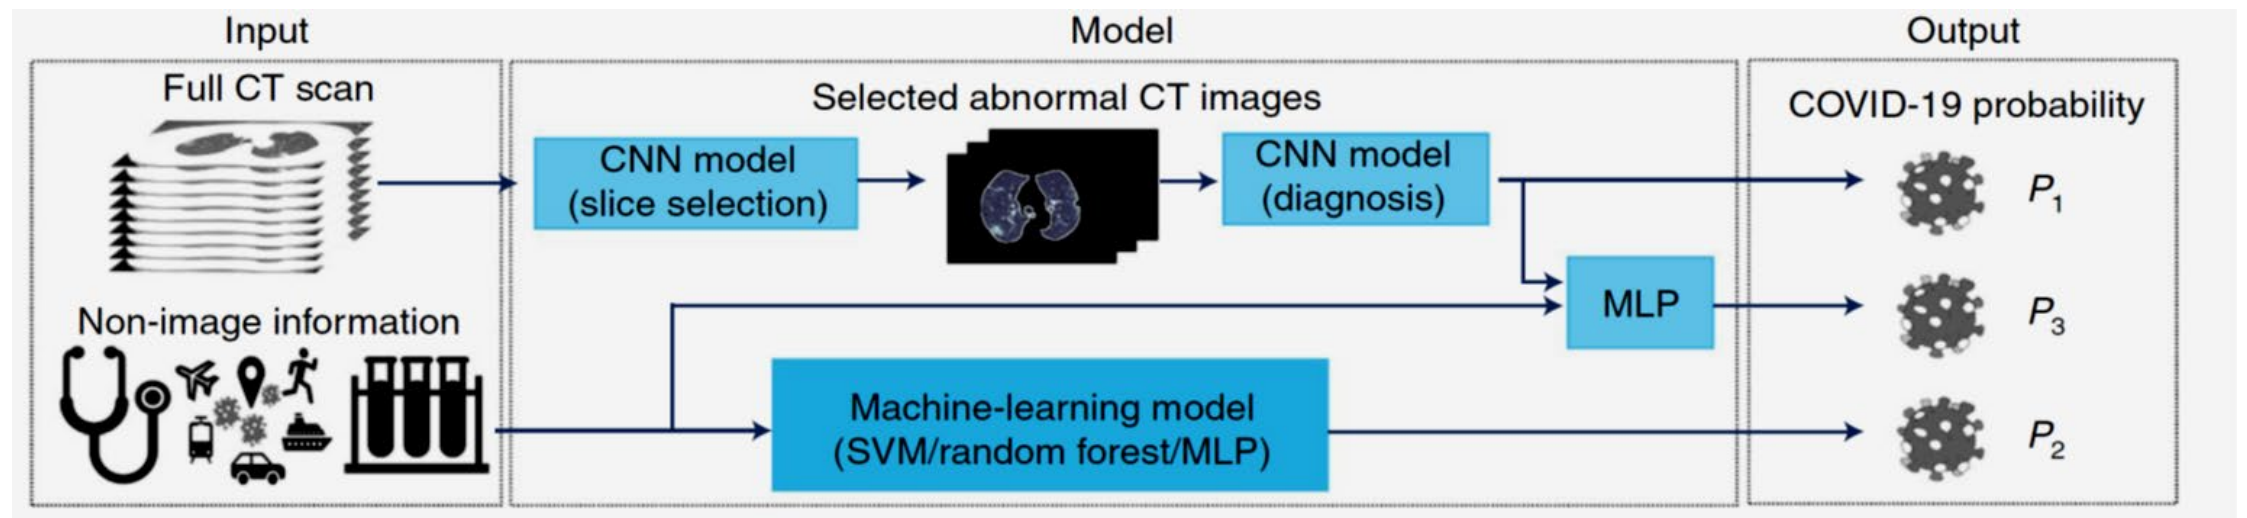 Input
Model
Output
Full CT scan
Selected abnormal CT images
COVID-19 probability
CNN model
(slice selection)
CNN model
(diagnosis)
P1
MLP
P3
Non-image information
Machine-learning model
(SVM/random forest/MLP)
P2